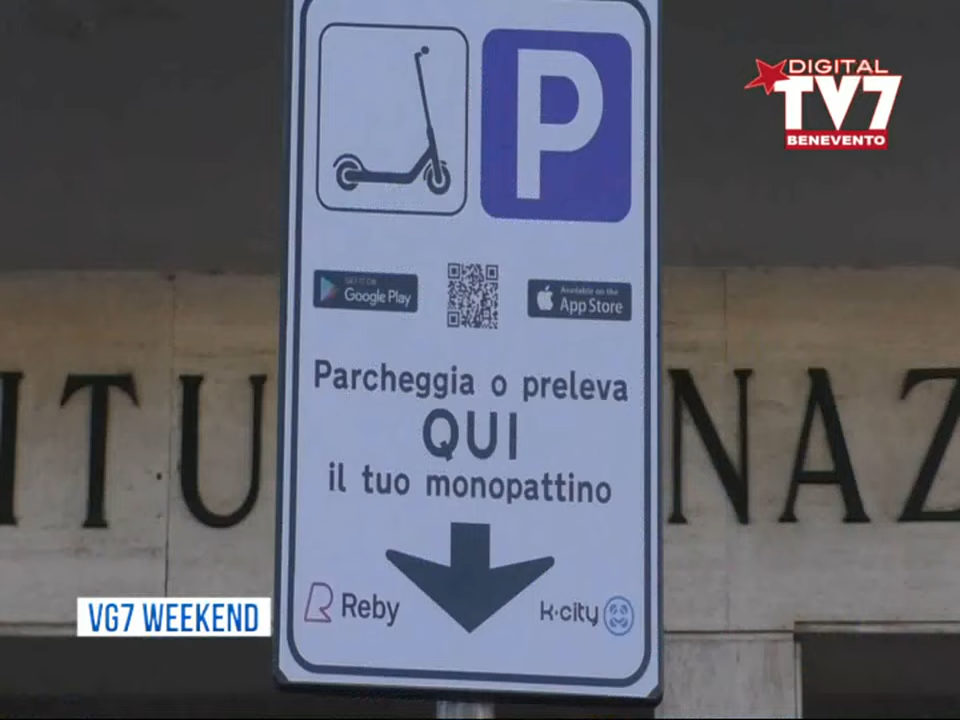 P
DIGITAL
TV7
BENEVENTO
GET IT ON
Google Play
Available on the
App Store
Parcheggia o preleva
QUI
il tuo monopattino
ITU
NAZ
Reby
k·city
VG7 WEEKEND